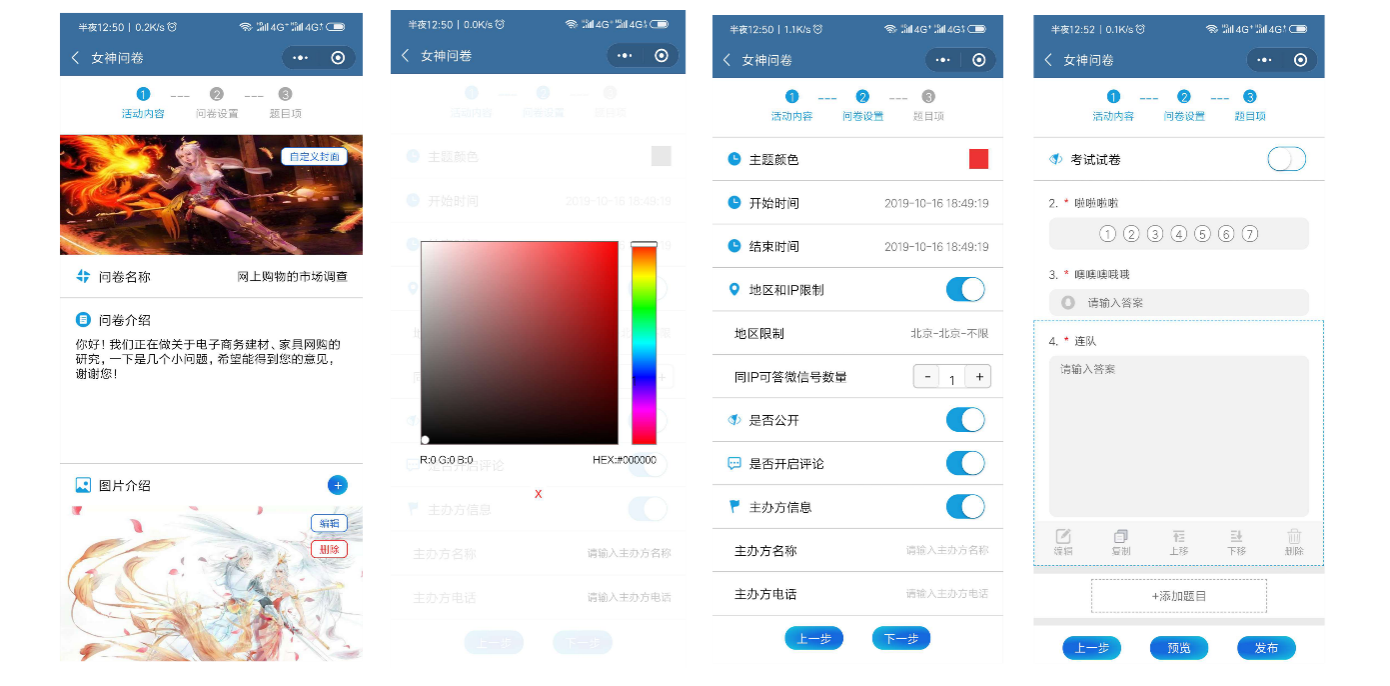 半夜12:50 | 0.2K/s
4G+ 4G+
女神问卷
1 --- 2 --- 3
活动内容 问卷设置 题目项
自定义封面
问卷名称 网上购物的市场调查
问卷介绍
你好！我们正在做关于电子商务建材、家具网购的
研究，一下是几个小问题，希望能得到您的意见，
谢谢您！
图片介绍 +
编辑
删除
半夜12:50 | 0.0K/s
4G+ 4G
女神问卷
主题颜色
开始时间 2019-10-16 18:49:19
R:0 G:0 B:0 HEX:#000000
是否开启评论
X
主办方信息
主办方名称 请输入主办方名称
主办方电话 请输入主办方电话
上一步 下一步
半夜12:50 | 1.1K/s
4G+ 4G
女神问卷
1 --- 2 --- 3
活动内容 问卷设置 题目项
主题颜色
开始时间 2019-10-16 18:49:19
结束时间 2019-10-16 18:49:19
地区和IP限制
地区限制 北京-北京-不限
同IP可答微信号数量 - 1 +
是否公开
是否开启评论
主办方信息
主办方名称 请输入主办方名称
主办方电话 请输入主办方电话
上一步 下一步
半夜12:52 | 0.1K/s
4G+ 4G
女神问卷
1 --- 2 --- 3
活动内容 问卷设置 题目项
考试试卷
2. * 啦啦啦啦
1 2 3 4 5 6 7
3. * 嘿嘿嘿哦哦
请输入答案
4. * 连队
请输入答案
编辑 复制 上移 下移 删除
+添加题目
上一步 预览 发布